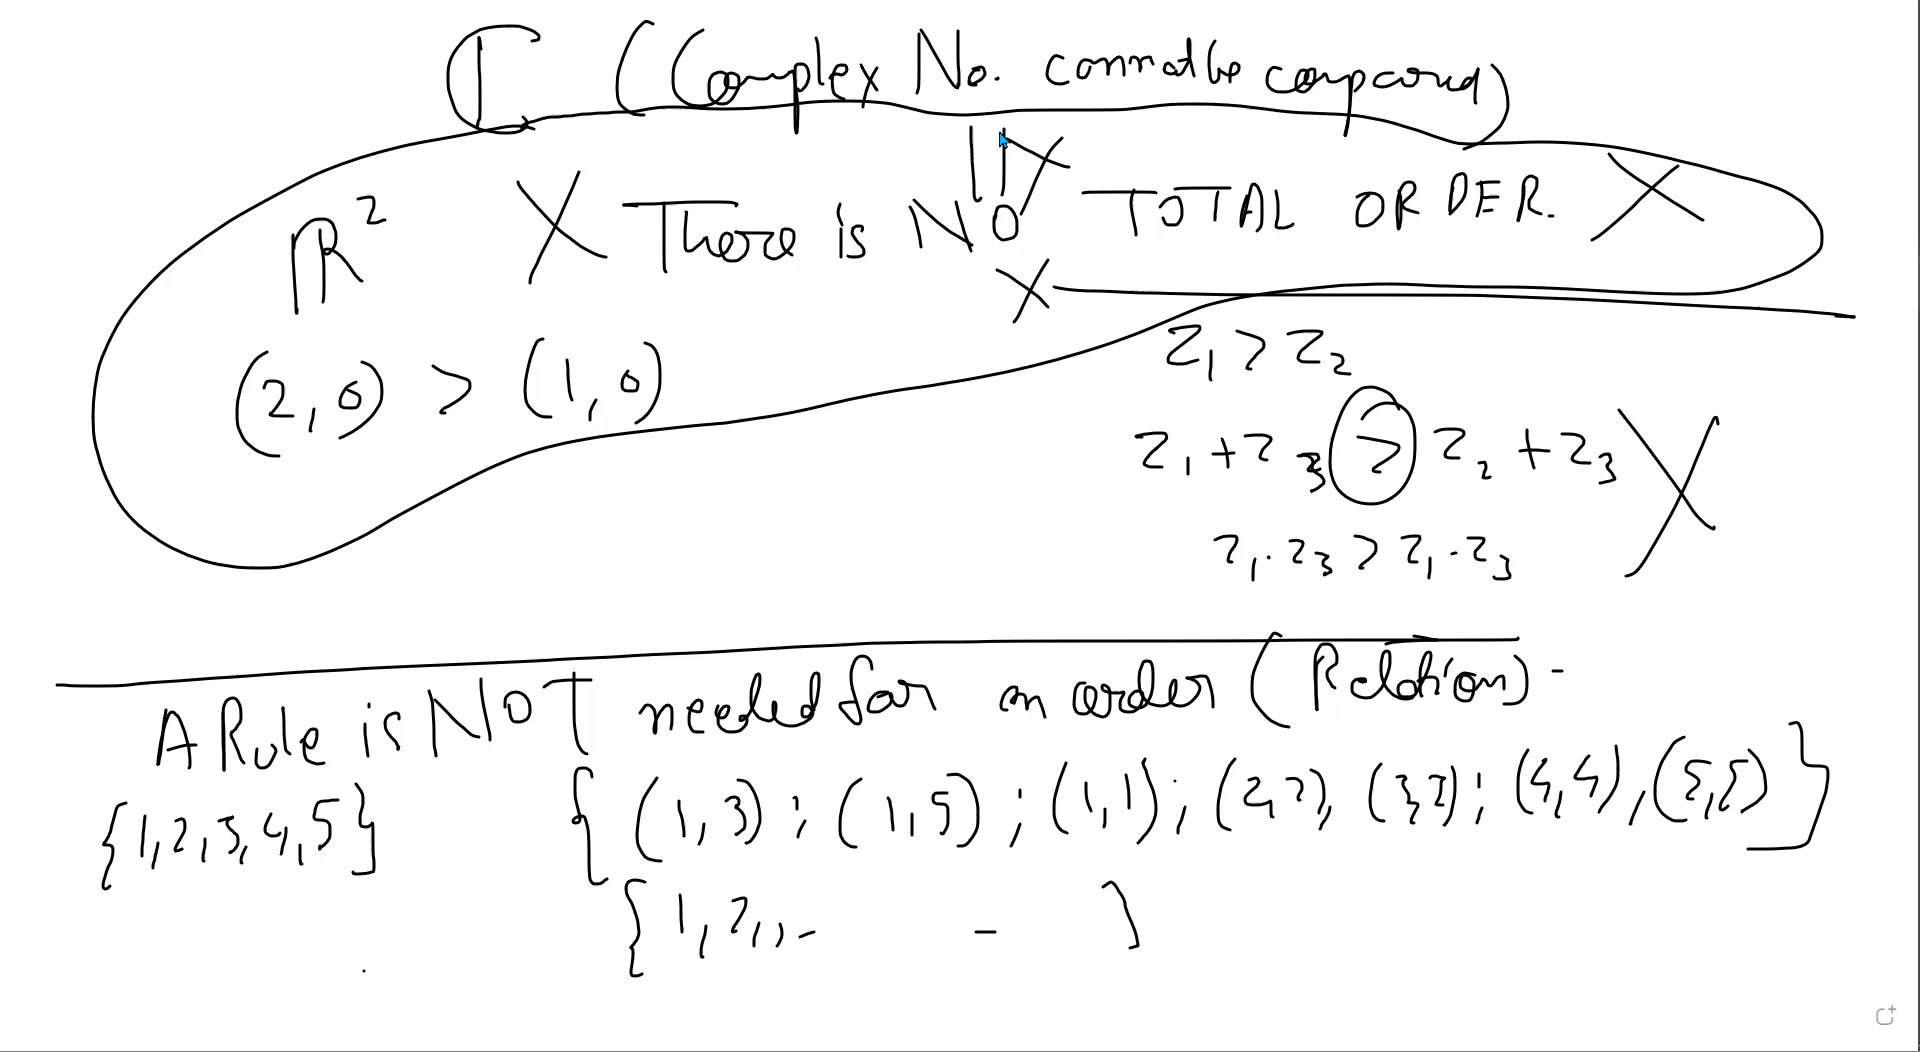 ℂ (Complex No. cannot be compared)
ℝ² X There is NO TOTAL ORDER. X
(2,0) > (1,0)
z₁ > z₂
z₁ + z₃ > z₂ + z₃ X
z₁ · z₃ > z₁ · z₃
A Rule is NOT needed for an order (Relation) -
{1,2,3,4,5} { (1,3) ; (1,5) ; (1,1) ; (2,2), (3,3) ; (4,4), (5,5) }
{ 1, 2, , - - }